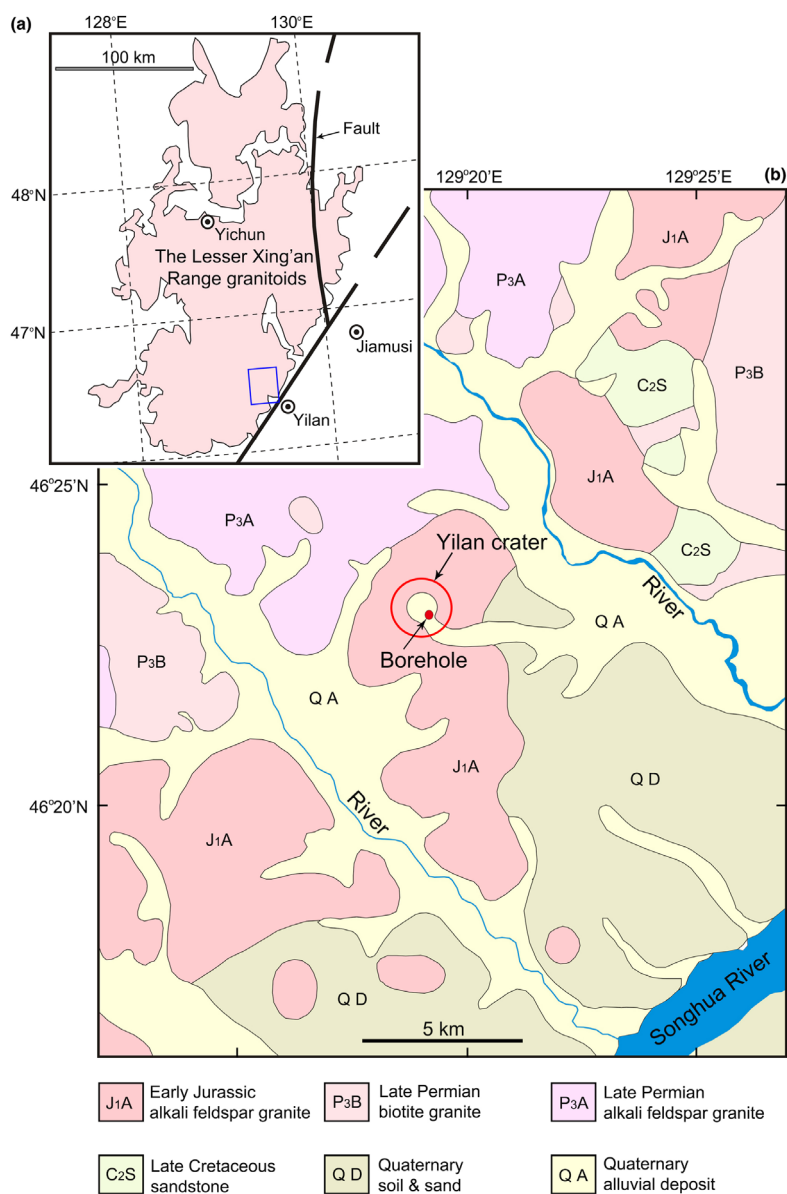 (a)
128°E
130°E
100 km
Fault
48°N
Yichun
The Lesser Xing'an
Range granitoids
47°N
Jiamusi
Yilan
129°20'E
129°25'E
(b)
J1A
P3A
P3B
C2S
J1A
46°25'N
P3A
C2S
Yilan crater
River
Q A
Borehole
P3B
Q A
J1A
Q D
46°20'N
River
J1A
Songhua River
Q D
5 km
J1A
Early Jurassic
alkali feldspar granite
P3B
Late Permian
biotite granite
P3A
Late Permian
alkali feldspar granite
C2S
Late Cretaceous
sandstone
Q D
Quaternary
soil & sand
Q A
Quaternary
alluvial deposit